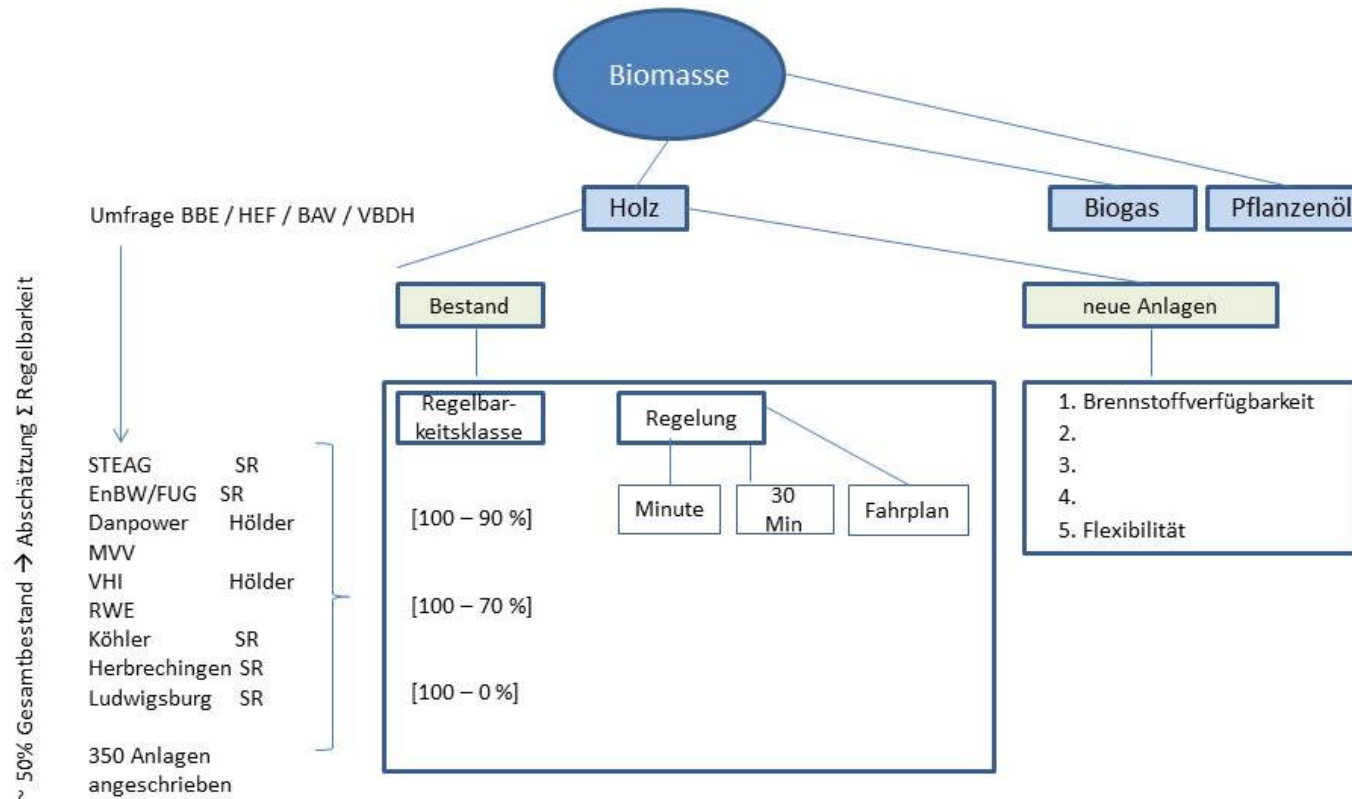 Biomasse
Holz
Biogas
Pflanzenöl
Umfrage BBE / HEF / BAV / VBDH
~ 50% Gesamtbestand → Abschätzung Σ Regelbarkeit
Bestand
neue Anlagen
Regelbar-
keitsklasse
Regelung
Minute
30
Min
Fahrplan
[100 – 90 %]
[100 – 70 %]
[100 – 0 %]
1. Brennstoffverfügbarkeit
2.
3.
4.
5. Flexibilität
STEAG SR
EnBW/FUG SR
Danpower Hölder
MVV
VHI Hölder
RWE
Köhler SR
Herbrechingen SR
Ludwigsburg SR
350 Anlagen
angeschrieben